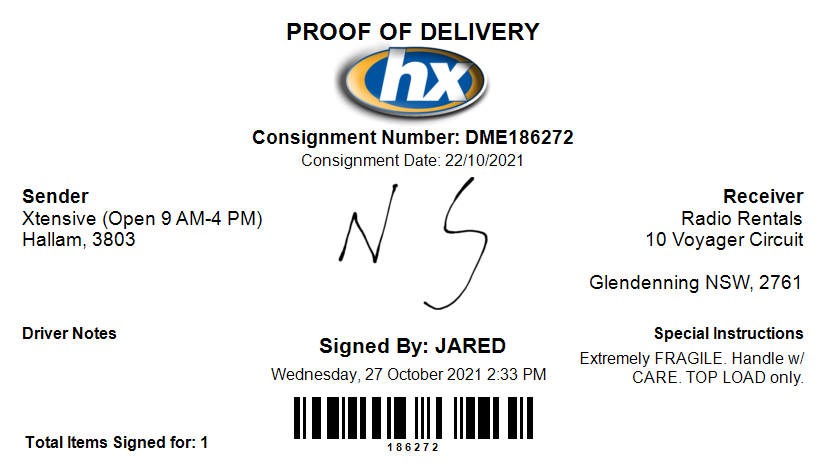 PROOF OF DELIVERY
hx
Consignment Number: DME186272
Consignment Date: 22/10/2021
Sender
Xtensive (Open 9 AM-4 PM)
Hallam, 3803
N S
Receiver
Radio Rentals
10 Voyager Circuit
Glendenning NSW, 2761
Driver Notes
Signed By: JARED
Wednesday, 27 October 2021 2:33 PM
Special Instructions
Extremely FRAGILE. Handle w/
CARE. TOP LOAD only.
Total Items Signed for: 1
186272